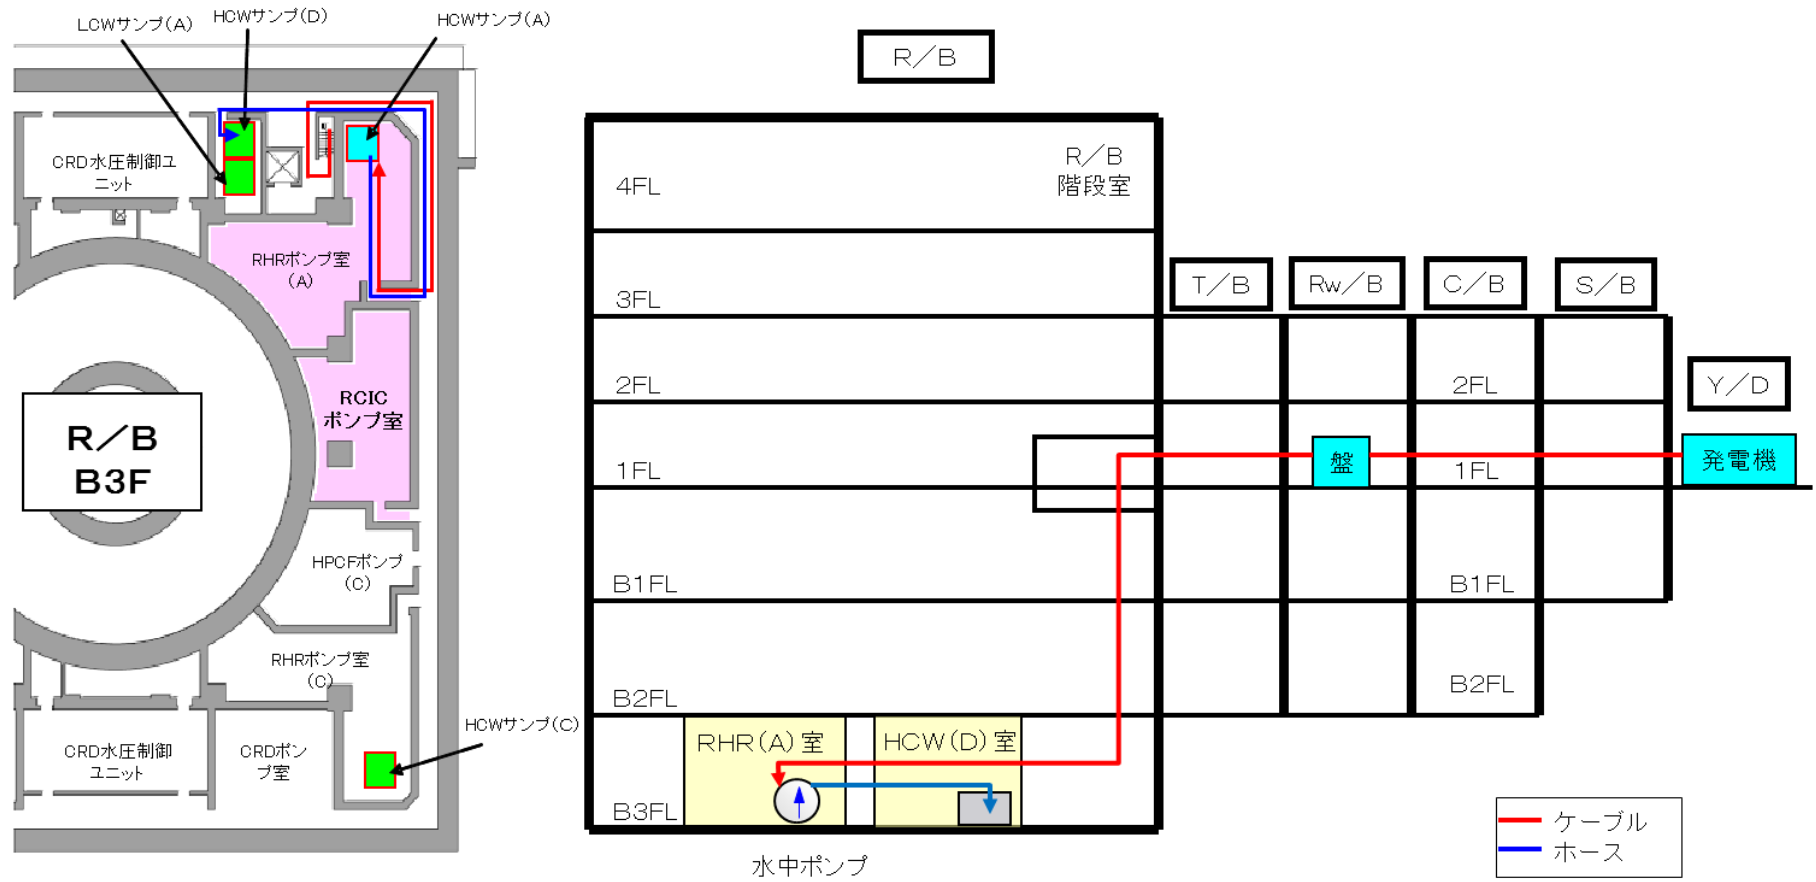 LCWサンプ(A)
HCWサンプ(D)
HCWサンプ(A)
CRD水圧制御ユ
ニット
RHRポンプ室
(A)
RCIC
ポンプ室
R／B
B3F
HPCFポンプ
(C)
RHRポンプ室
(C)
HCWサンプ(C)
CRD水圧制御
ユニット
CRDポン
プ室
R／B
R／B
階段室
4FL
3FL
2FL
1FL
B1FL
B2FL
B3FL
T／B
Rw／B
C／B
S／B
Y／D
2FL
1FL
B1FL
B2FL
盤
発電機
RHR(A)室
HCW(D)室
水中ポンプ
ケーブル
ホース